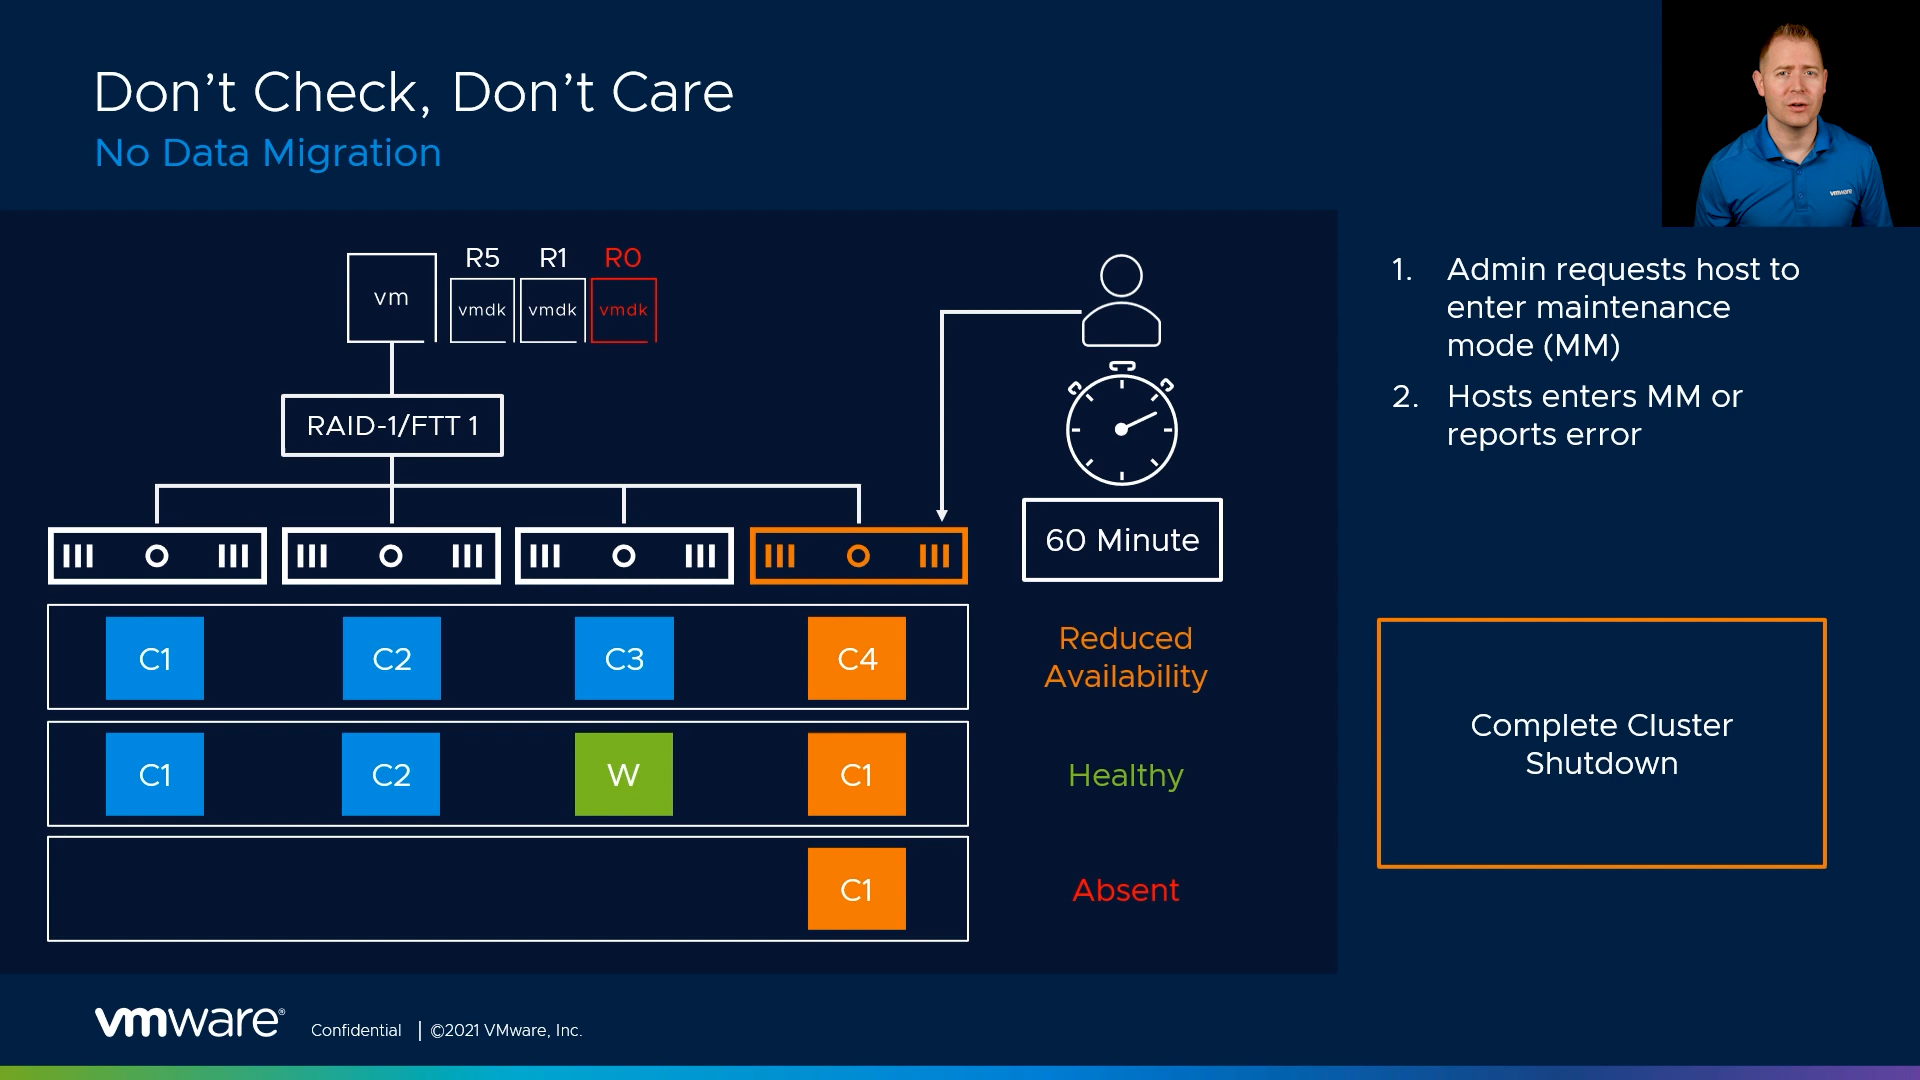 Don't Check, Don't Care
No Data Migration
vmware
R5 R1 R0
vm vmdk vmdk vmdk
RAID-1/FTT 1
60 Minute
C1 C2 C3 C4
Reduced
Availability
C1 C2 W C1
Healthy
C1
Absent
1. Admin requests host to
enter maintenance
mode (MM)
2. Hosts enters MM or
reports error
Complete Cluster
Shutdown
vmware® Confidential | ©2021 VMware, Inc.